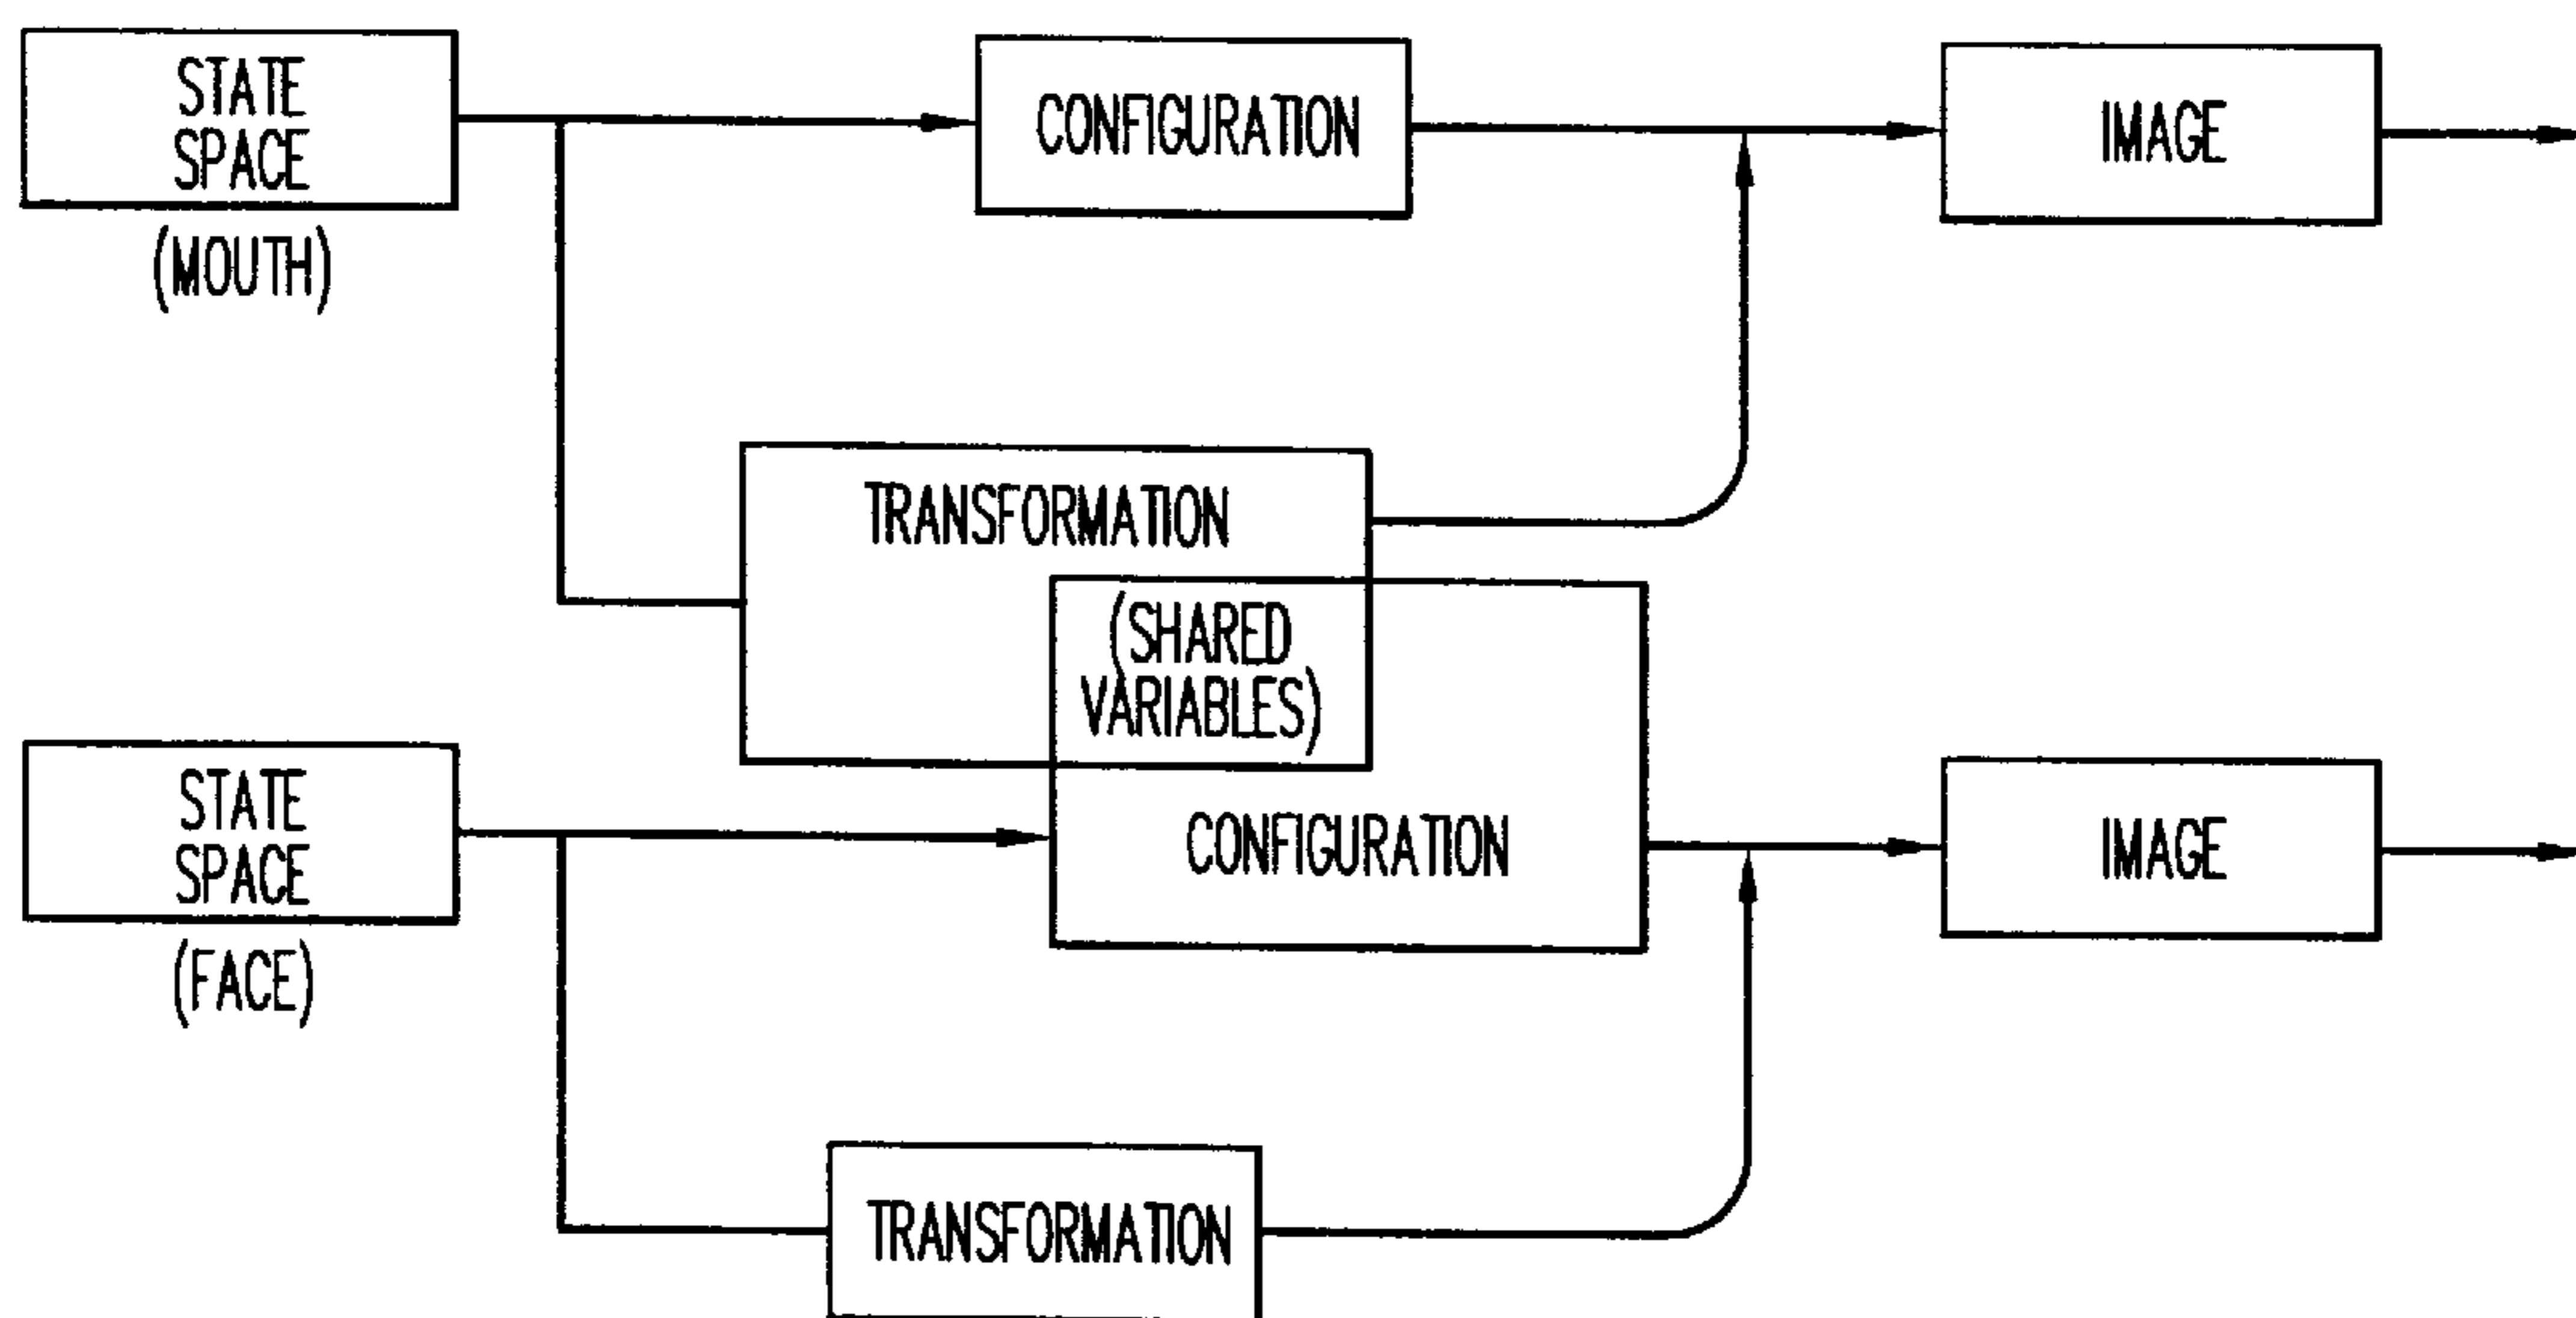 STATE
SPACE
(MOUTH)
CONFIGURATION
IMAGE
TRANSFORMATION
(SHARED
VARIABLES)
STATE
SPACE
(FACE)
CONFIGURATION
IMAGE
TRANSFORMATION